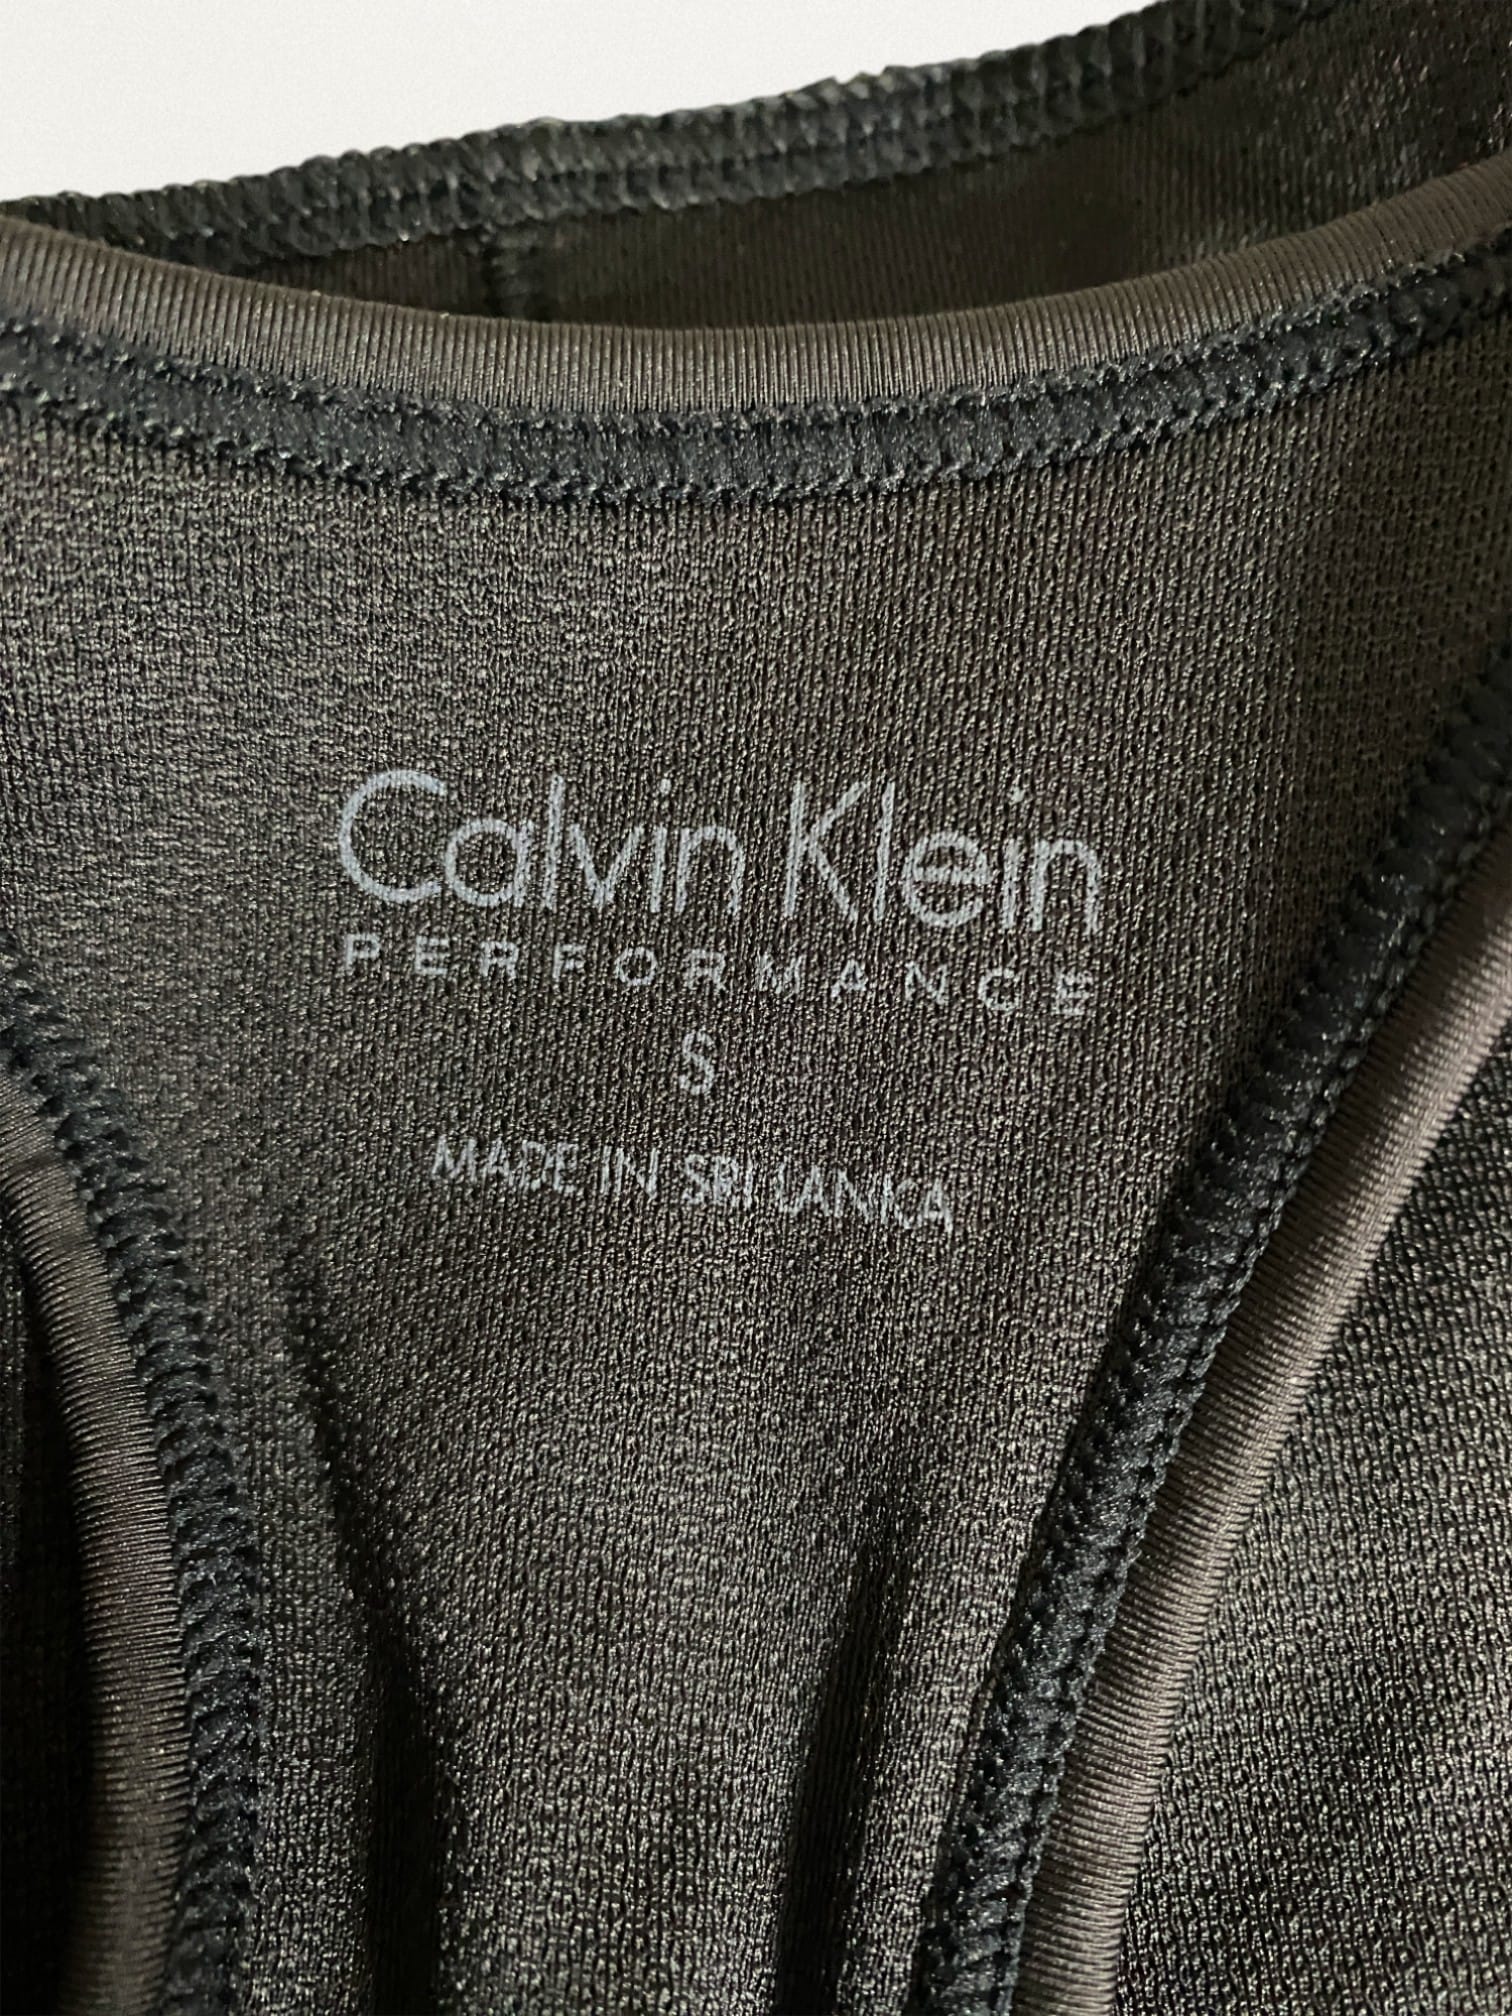 Calvin Klein
PERFORMANCE
S
MADE IN SRI LANKA